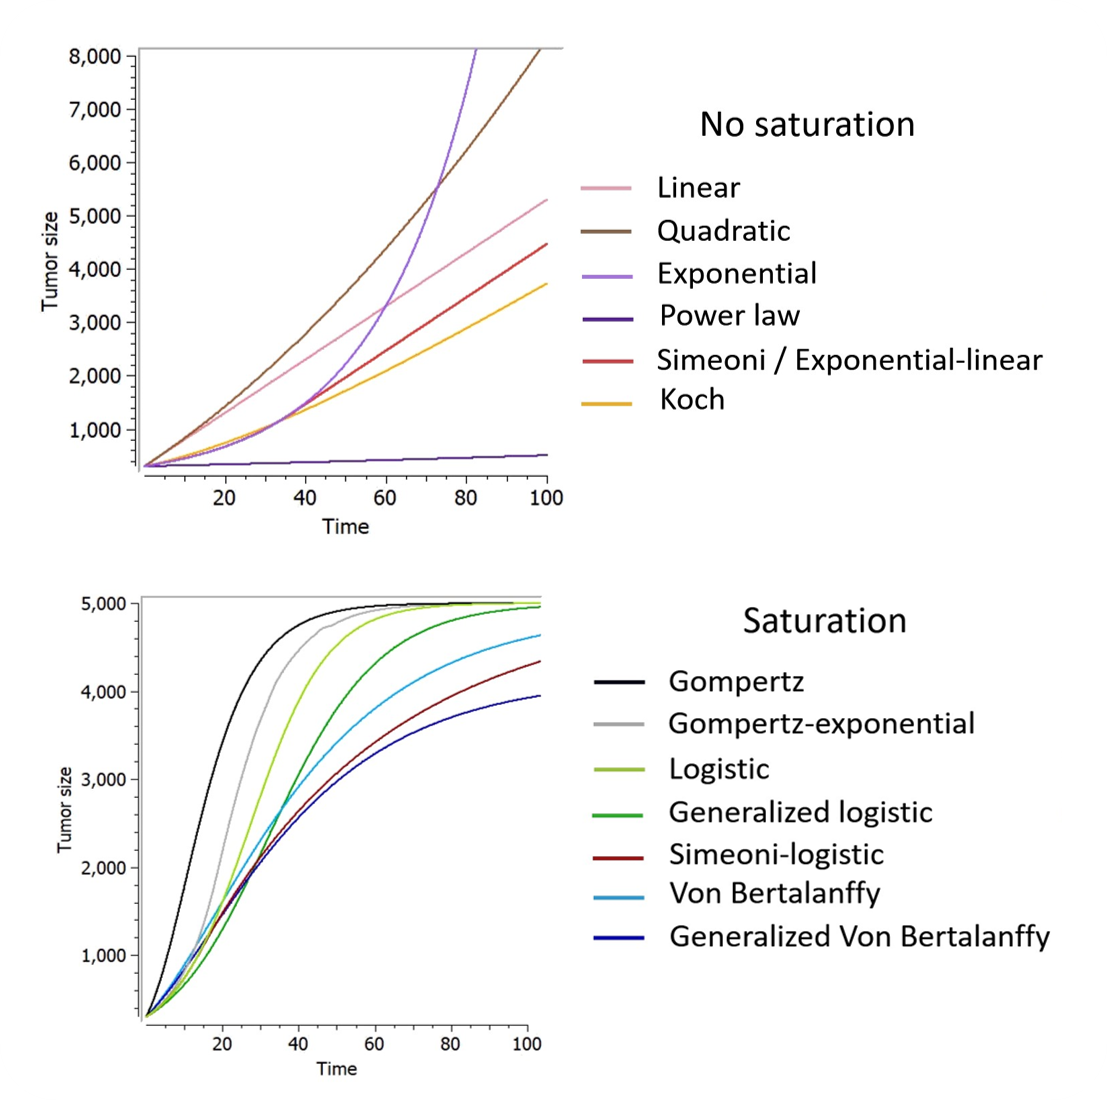 8,000
7,000
6,000
5,000
4,000
3,000
2,000
1,000
Tumor size
20 40 60 80 100
Time
No saturation
Linear
Quadratic
Exponential
Power law
Simeoni / Exponential-linear
Koch
5,000
4,000
3,000
2,000
1,000
Tumor size
20 40 60 80 100
Time
Saturation
Gompertz
Gompertz-exponential
Logistic
Generalized logistic
Simeoni-logistic
Von Bertalanffy
Generalized Von Bertalanffy